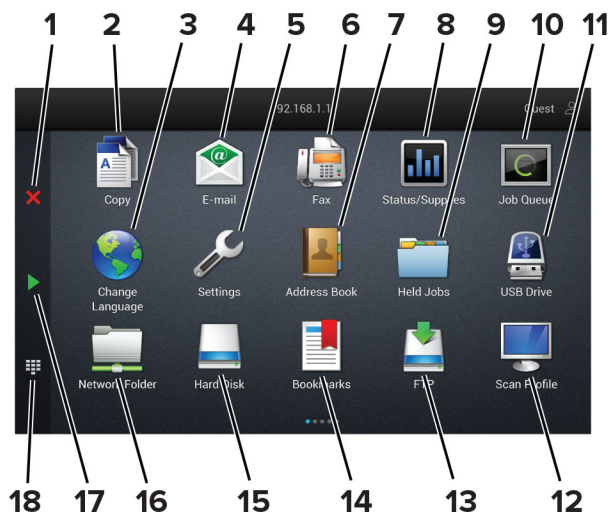 1 2 3 4 5 6 7 8 9 10 11
192.168.1.1
Guest
A
@
Copy E-mail Fax Status/Supplies Job Queue
Change
Language
Settings Address Book Held Jobs USB Drive
Network Folder Hard Disk Bookmarks FTP Scan Profile
18 17 16 15 14 13 12